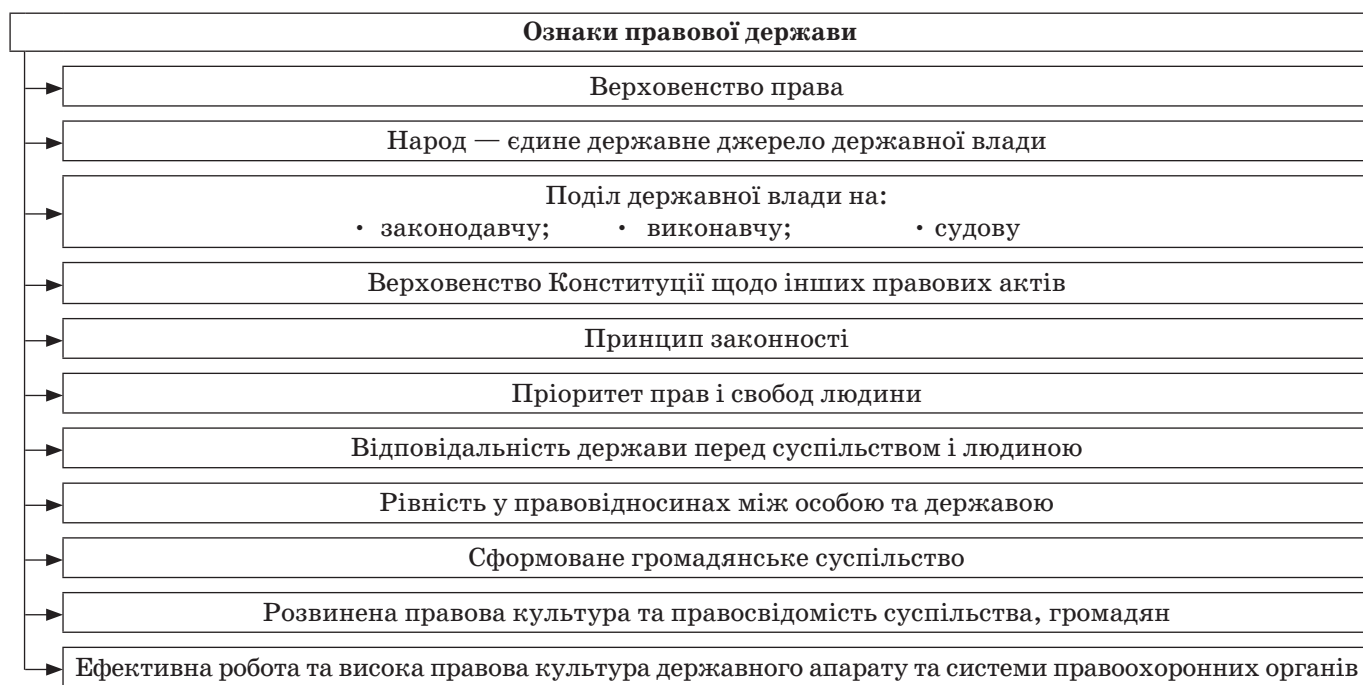 Ознаки правової держави
Верховенство права
Народ — єдине державне джерело державної влади
Поділ державної влади на:
• законодавчу; • виконавчу; • судову
Верховенство Конституції щодо інших правових актів
Принцип законності
Пріоритет прав і свобод людини
Відповідальність держави перед суспільством і людиною
Рівність у правовідносинах між особою та державою
Сформоване громадянське суспільство
Розвинена правова культура та правосвідомість суспільства, громадян
Ефективна робота та висока правова культура державного апарату та системи правоохоронних органів